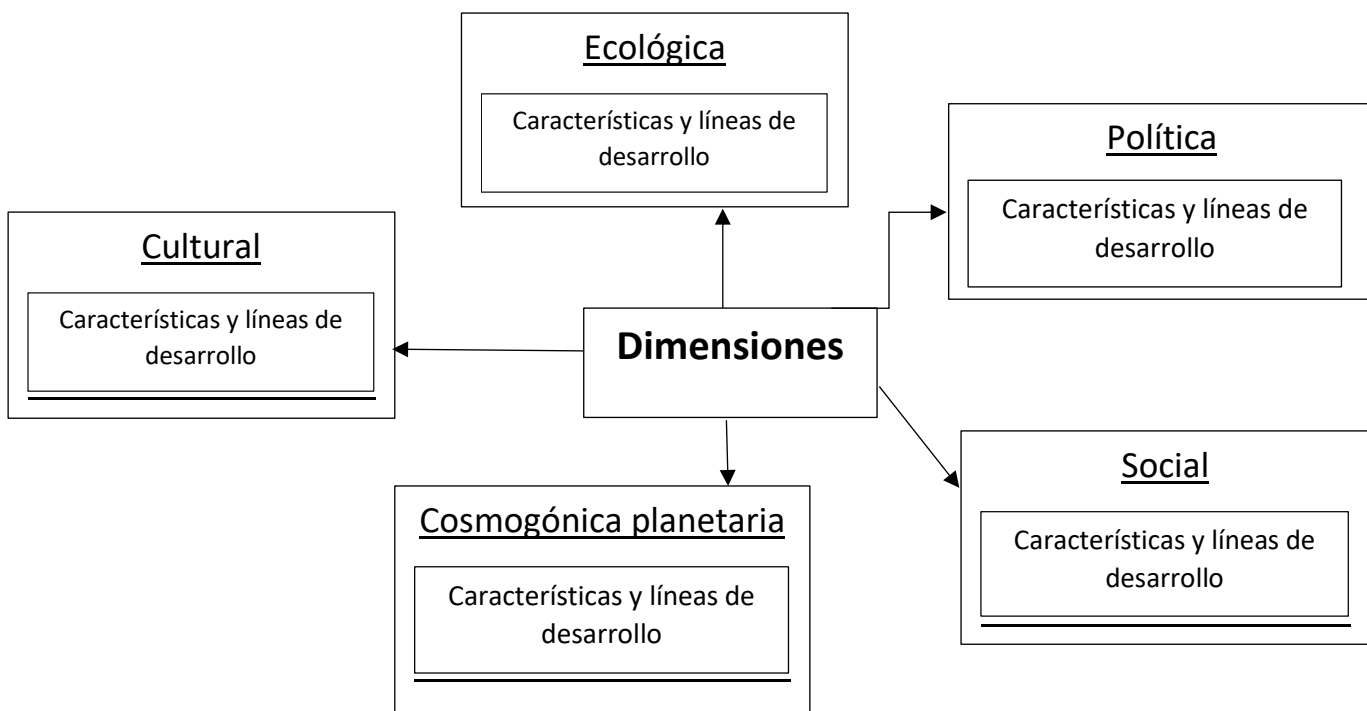 Ecológica
Características y líneas de
desarrollo
Política
Características y líneas de
desarrollo
Cultural
Características y líneas de
desarrollo
Dimensiones
Social
Características y líneas de
desarrollo
Cosmogónica planetaria
Características y líneas de
desarrollo